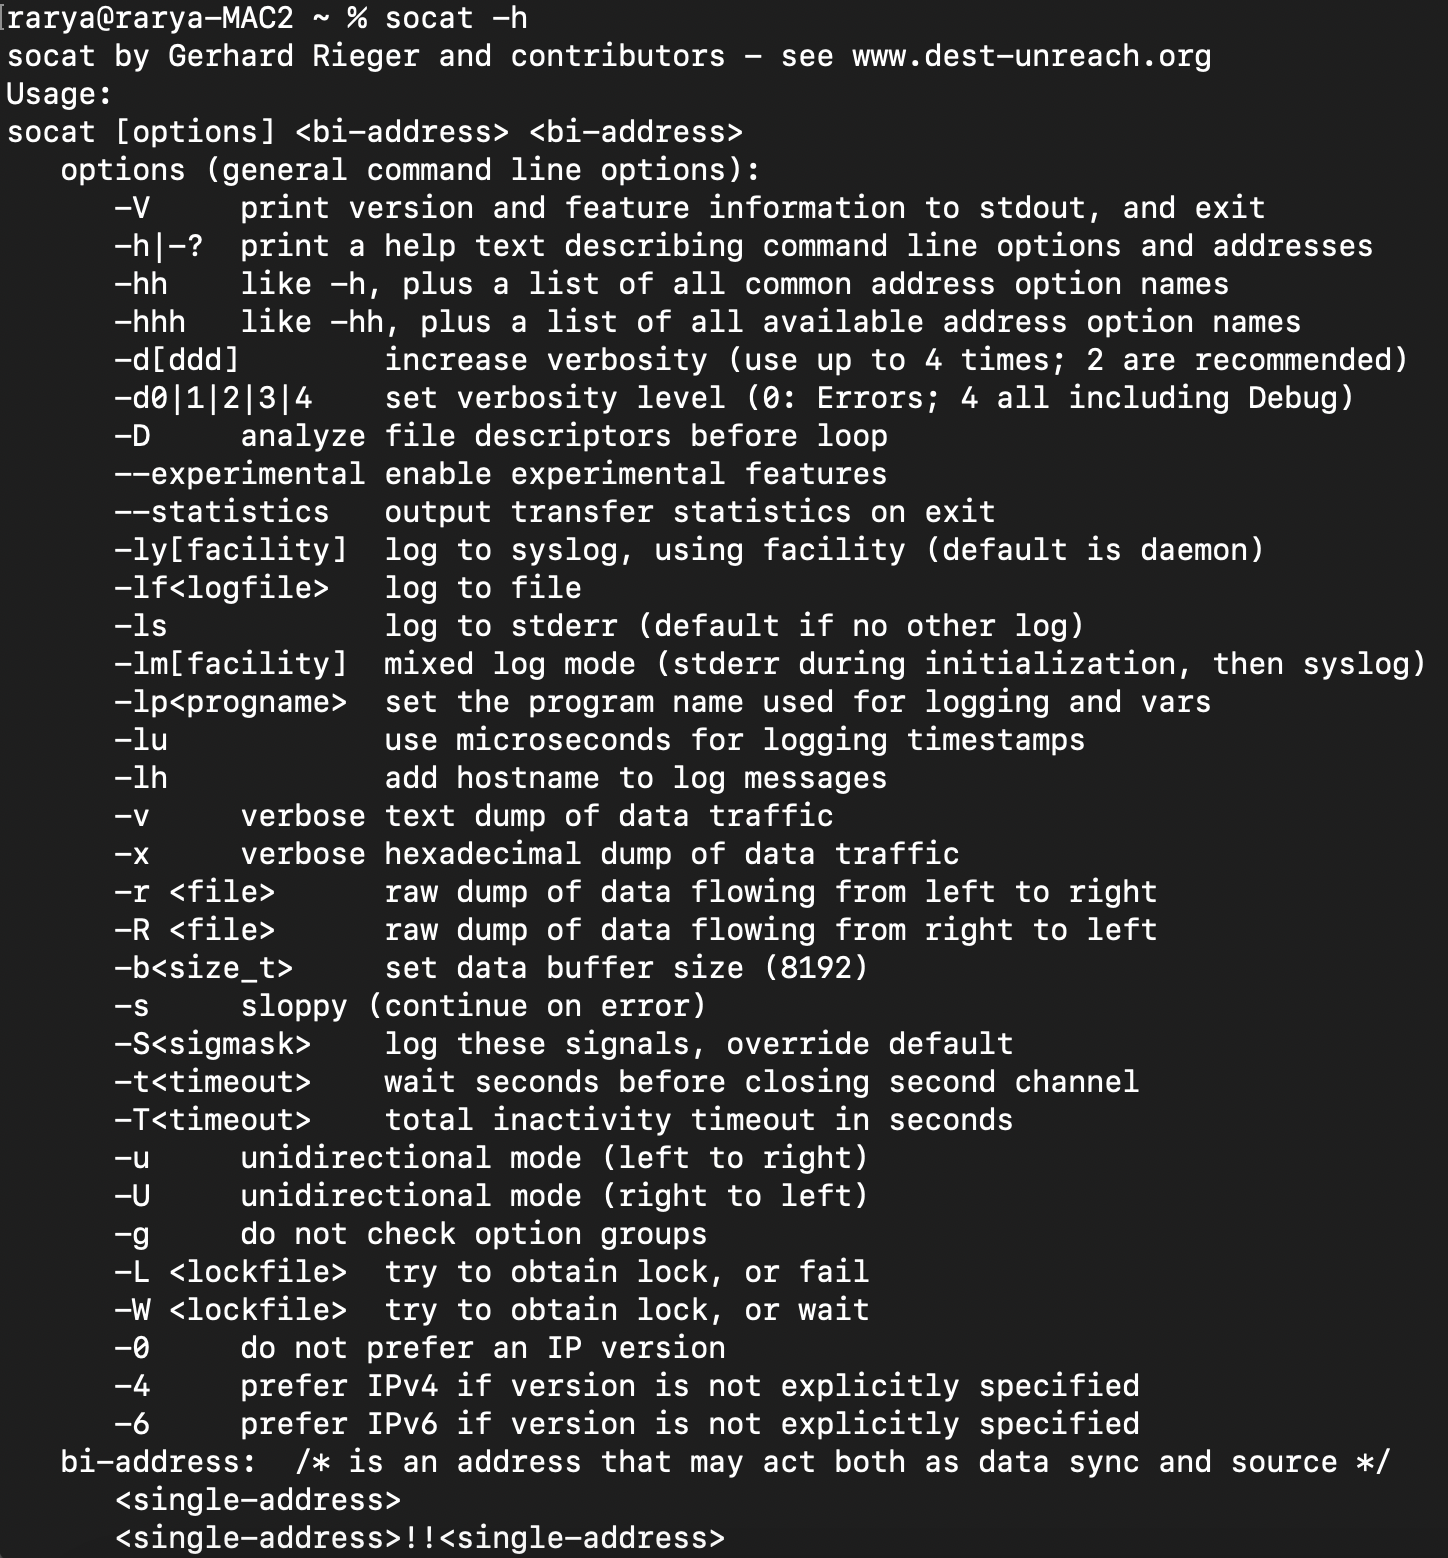 [rarya@rarya-MAC2 ~ % socat -h
socat by Gerhard Rieger and contributors - see www.dest-unreach.org
Usage:
socat [options] <bi-address> <bi-address>
   options (general command line options):
      -V     print version and feature information to stdout, and exit
      -h|-?  print a help text describing command line options and addresses
      -hh    like -h, plus a list of all common address option names
      -hhh   like -hh, plus a list of all available address option names
      -d[ddd]        increase verbosity (use up to 4 times; 2 are recommended)
      -d0|1|2|3|4    set verbosity level (0: Errors; 4 all including Debug)
      -D     analyze file descriptors before loop
      --experimental enable experimental features
      --statistics   output transfer statistics on exit
      -ly[facility]  log to syslog, using facility (default is daemon)
      -lf<logfile>   log to file
      -ls            log to stderr (default if no other log)
      -lm[facility]  mixed log mode (stderr during initialization, then syslog)
      -lp<progname>  set the program name used for logging and vars
      -lu            use microseconds for logging timestamps
      -lh            add hostname to log messages
      -v     verbose text dump of data traffic
      -x     verbose hexadecimal dump of data traffic
      -r <file>      raw dump of data flowing from left to right
      -R <file>      raw dump of data flowing from right to left
      -b<size_t>     set data buffer size (8192)
      -s     sloppy (continue on error)
      -S<sigmask>    log these signals, override default
      -t<timeout>    wait seconds before closing second channel
      -T<timeout>    total inactivity timeout in seconds
      -u     unidirectional mode (left to right)
      -U     unidirectional mode (right to left)
      -g     do not check option groups
      -L <lockfile>  try to obtain lock, or fail
      -W <lockfile>  try to obtain lock, or wait
      -0     do not prefer an IP version
      -4     prefer IPv4 if version is not explicitly specified
      -6     prefer IPv6 if version is not explicitly specified
   bi-address:  /* is an address that may act both as data sync and source */
      <single-address>
      <single-address>!!<single-address>